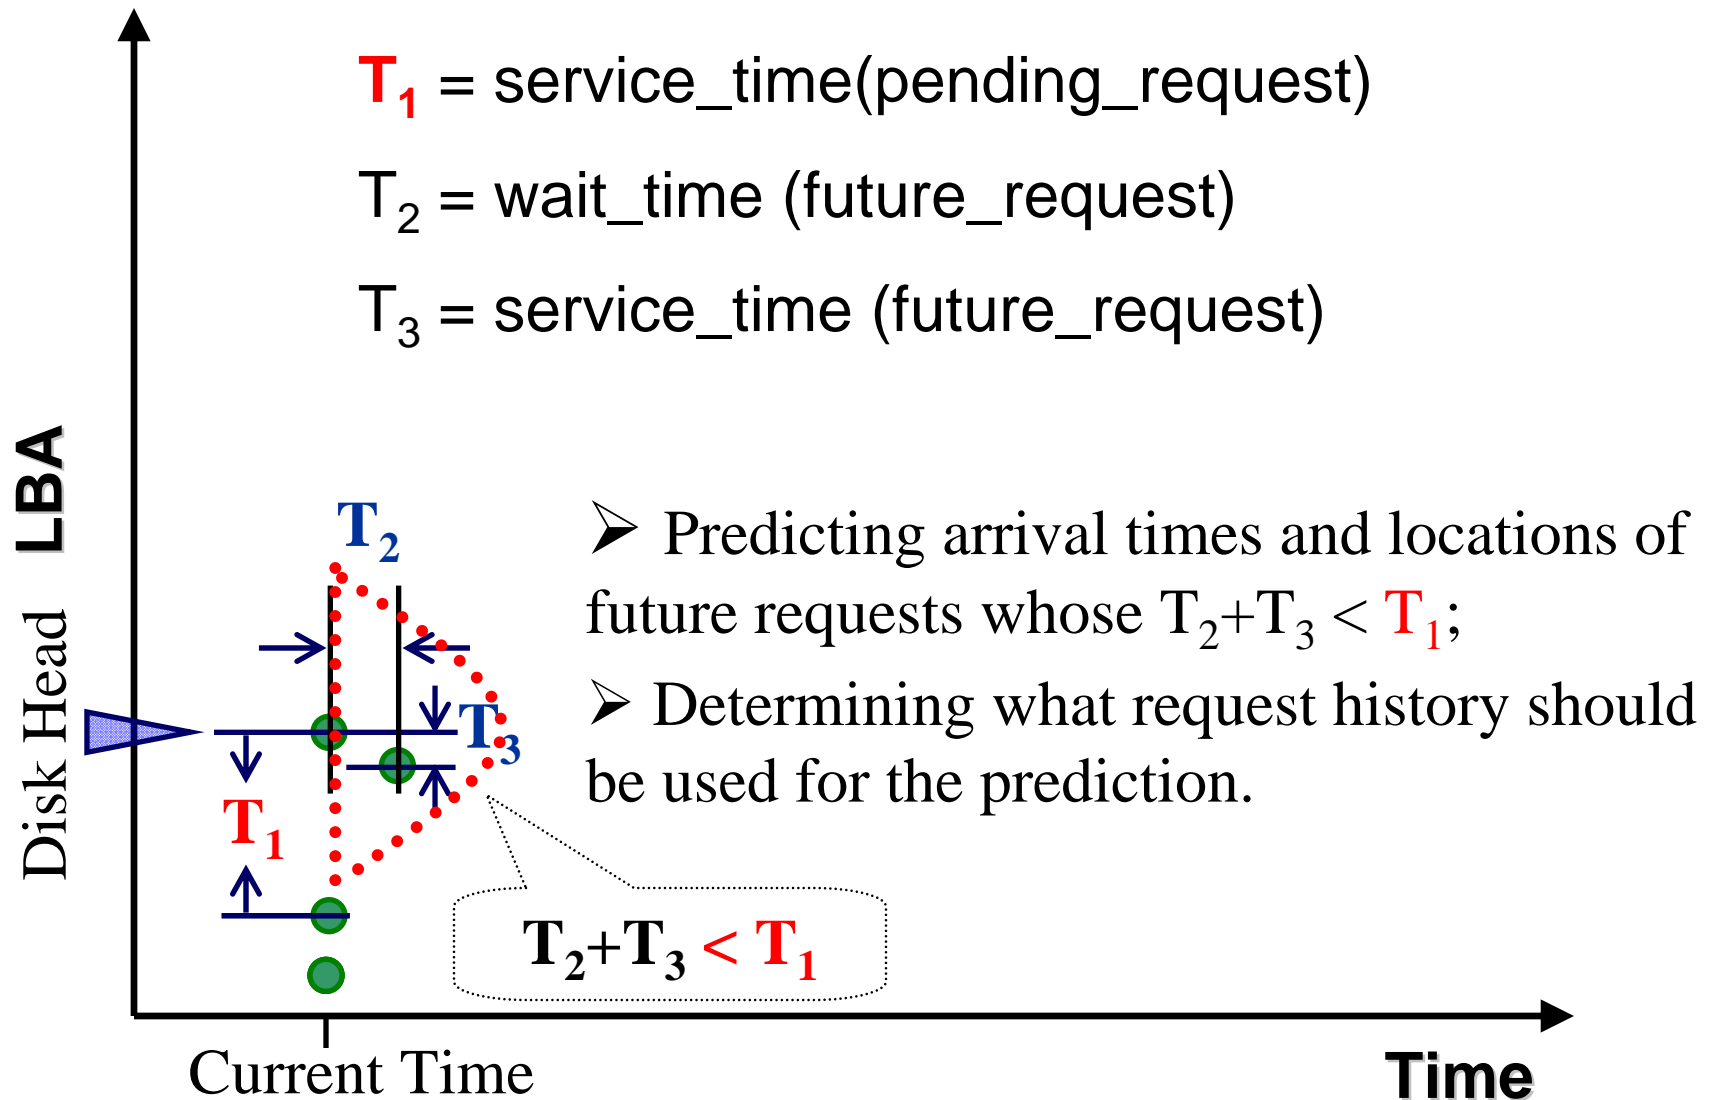 T₁ = service_time(pending_request)
T₂ = wait_time (future_request)
T₃ = service_time (future_request)
LBA
Disk Head
T₂
➢ Predicting arrival times and locations of
future requests whose T₂+T₃ < T₁;
➢ Determining what request history should
be used for the prediction.
T₃
T₁
T₂+T₃ < T₁
Current Time
Time